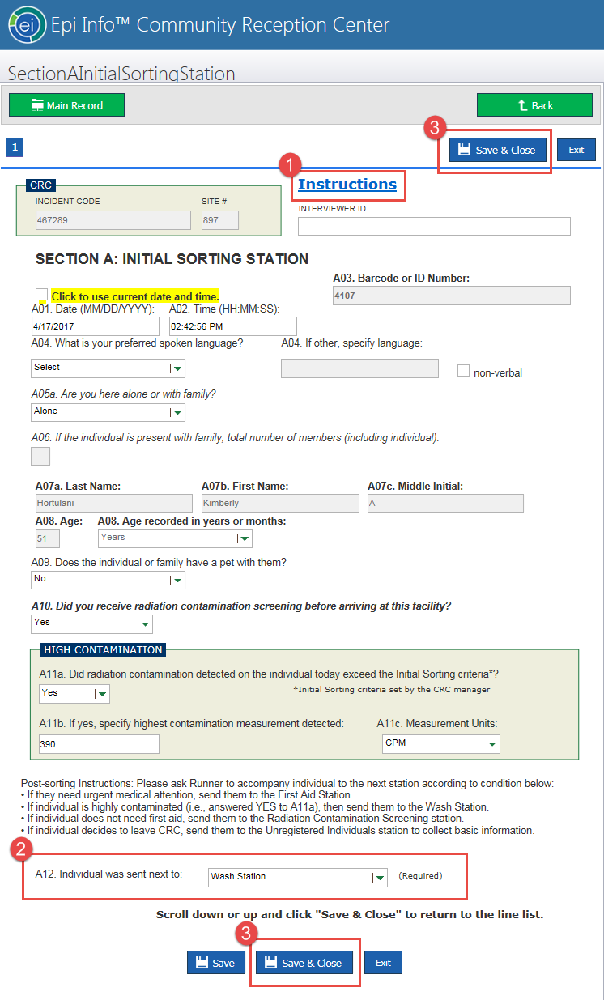 ei Epi Info™ Community Reception Center
SectionAInitialSortingStation
Main Record
Back
3
1
Save & Close
Exit
1
Instructions
CRC
INCIDENT CODE
SITE #
467289
897
INTERVIEWER ID
SECTION A: INITIAL SORTING STATION
A03. Barcode or ID Number:
4107
Click to use current date and time.
A01. Date (MM/DD/YYYY):
A02. Time (HH:MM:SS):
4/17/2017
02:42:56 PM
A04. What is your preferred spoken language?
A04. If other, specify language:
Select
non-verbal
A05a. Are you here alone or with family?
Alone
A06. If the individual is present with family, total number of members (including individual):
A07a. Last Name:
A07b. First Name:
A07c. Middle Initial:
Hortulani
Kimberly
A
A08. Age:
A08. Age recorded in years or months:
51
Years
A09. Does the individual or family have a pet with them?
No
A10. Did you receive radiation contamination screening before arriving at this facility?
Yes
HIGH CONTAMINATION
A11a. Did radiation contamination detected on the individual today exceed the Initial Sorting criteria*?
Yes
*Initial Sorting criteria set by the CRC manager
A11b. If yes, specify highest contamination measurement detected:
A11c. Measurement Units:
390
CPM
Post-sorting Instructions: Please ask Runner to accompany individual to the next station according to condition below:
• If they need urgent medical attention, send them to the First Aid Station.
• If individual is highly contaminated (i.e., answered YES to A11a), then send them to the Wash Station.
• If individual does not need first aid, send them to the Radiation Contamination Screening station.
• If individual decides to leave CRC, send them to the Unregistered Individuals station to collect basic information.
2
A12. Individual was sent next to:
Wash Station
(Required)
Scroll down or up and click "Save & Close" to return to the line list.
3
Save
Save & Close
Exit